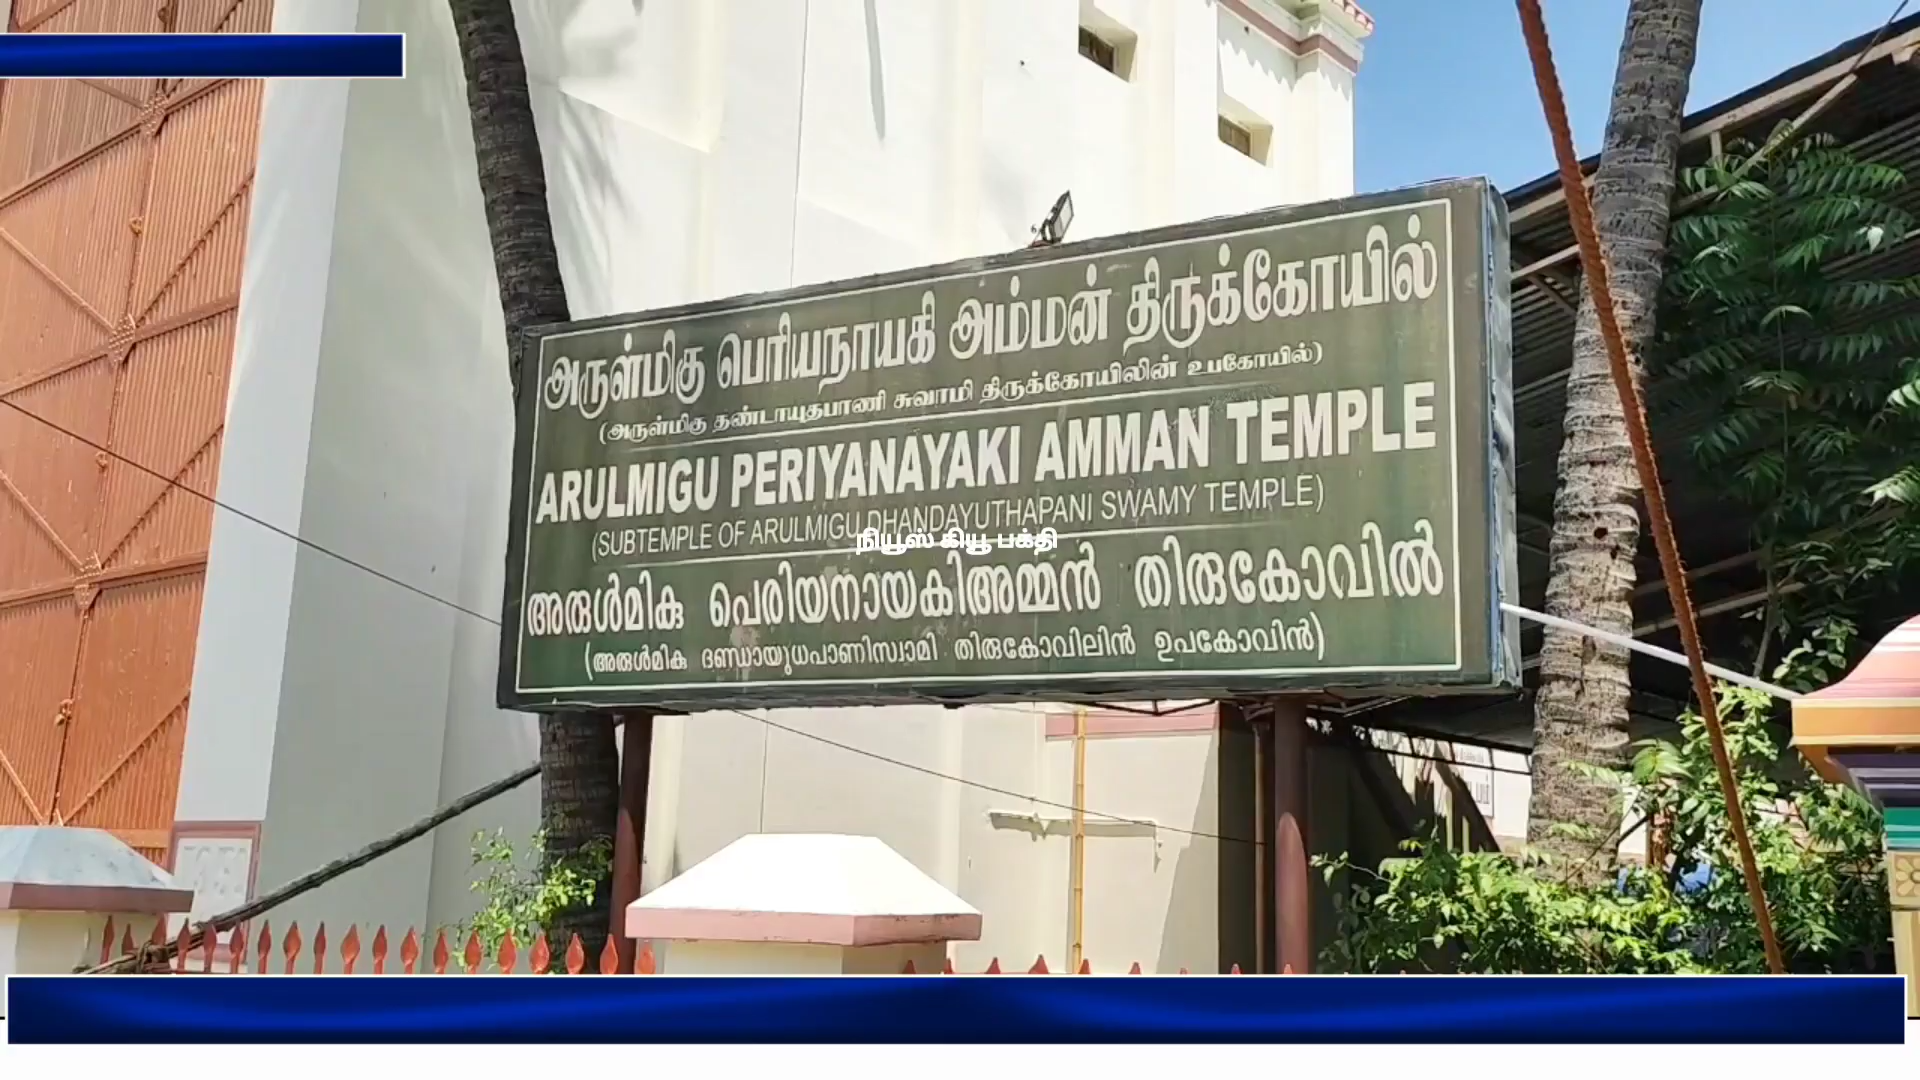 அருள்மிகு பெரியநாயகி அம்மன் திருக்கோயில்
(அருள்மிகு தண்டாயுதபாணி சுவாமி திருக்கோயிலின் உபகோயில்)
ARULMIGU PERIYANAYAKI AMMAN TEMPLE
(SUBTEMPLE OF ARULMIGU DHANDAYUTHAPANI SWAMY TEMPLE)
நியூஸ் கியூ பக்தி
അരുൾമികു പെരിയനായകിഅമ്മൻ തിരുകോവിൽ
(അരുൾമികു ദണ്ഡായുധപാണിസ്വാമി തിരുകോവിലിൻ ഉപകോവിൻ)